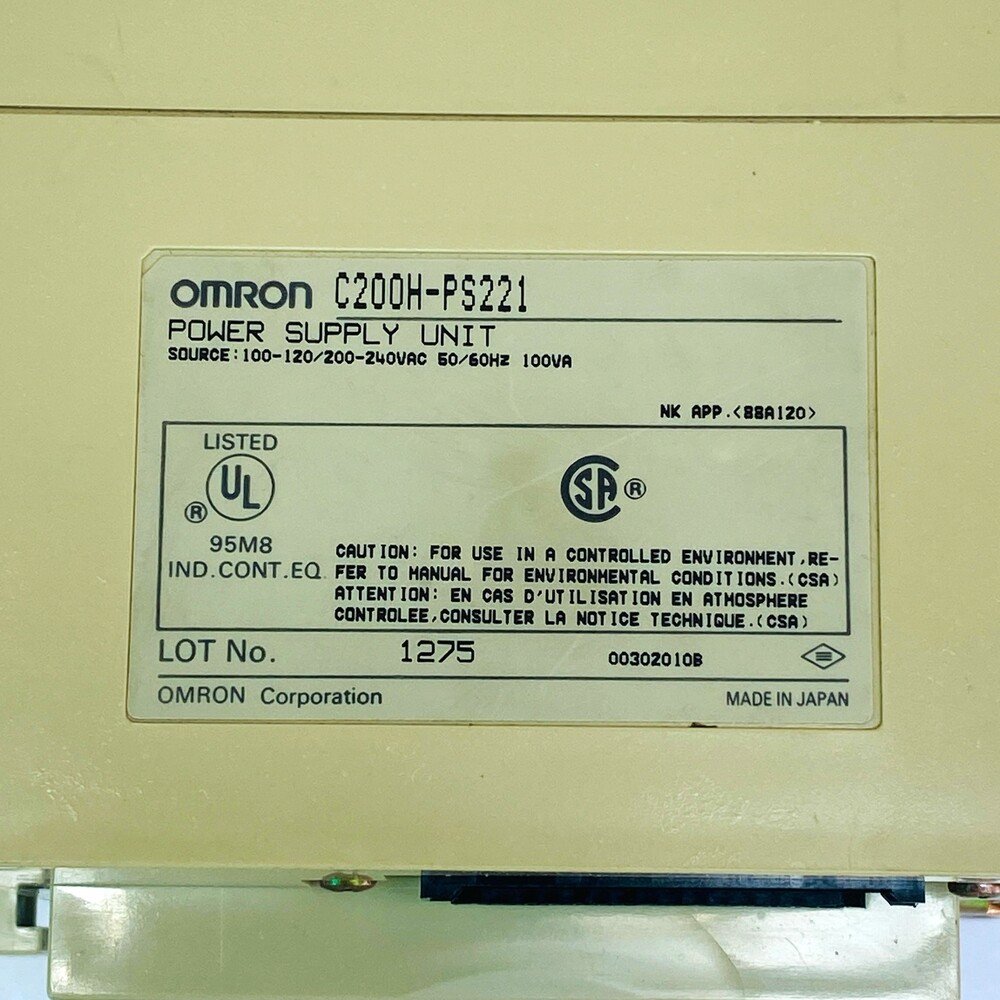 OMRON C200H-PS221
POWER SUPPLY UNIT
SOURCE:100-120/200-240VAC 50/60Hz 100VA
NK APP.<88A120>
LISTED
UL
®
95M8
IND.CONT.EQ.
CSA ®
CAUTION: FOR USE IN A CONTROLLED ENVIRONMENT,RE-
FER TO MANUAL FOR ENVIRONMENTAL CONDITIONS.(CSA)
ATTENTION: EN CAS D'UTILISATION EN ATMOSPHERE
CONTROLEE,CONSULTER LA NOTICE TECHNIQUE.(CSA)
LOT No. 1275 00302010B
OMRON Corporation MADE IN JAPAN